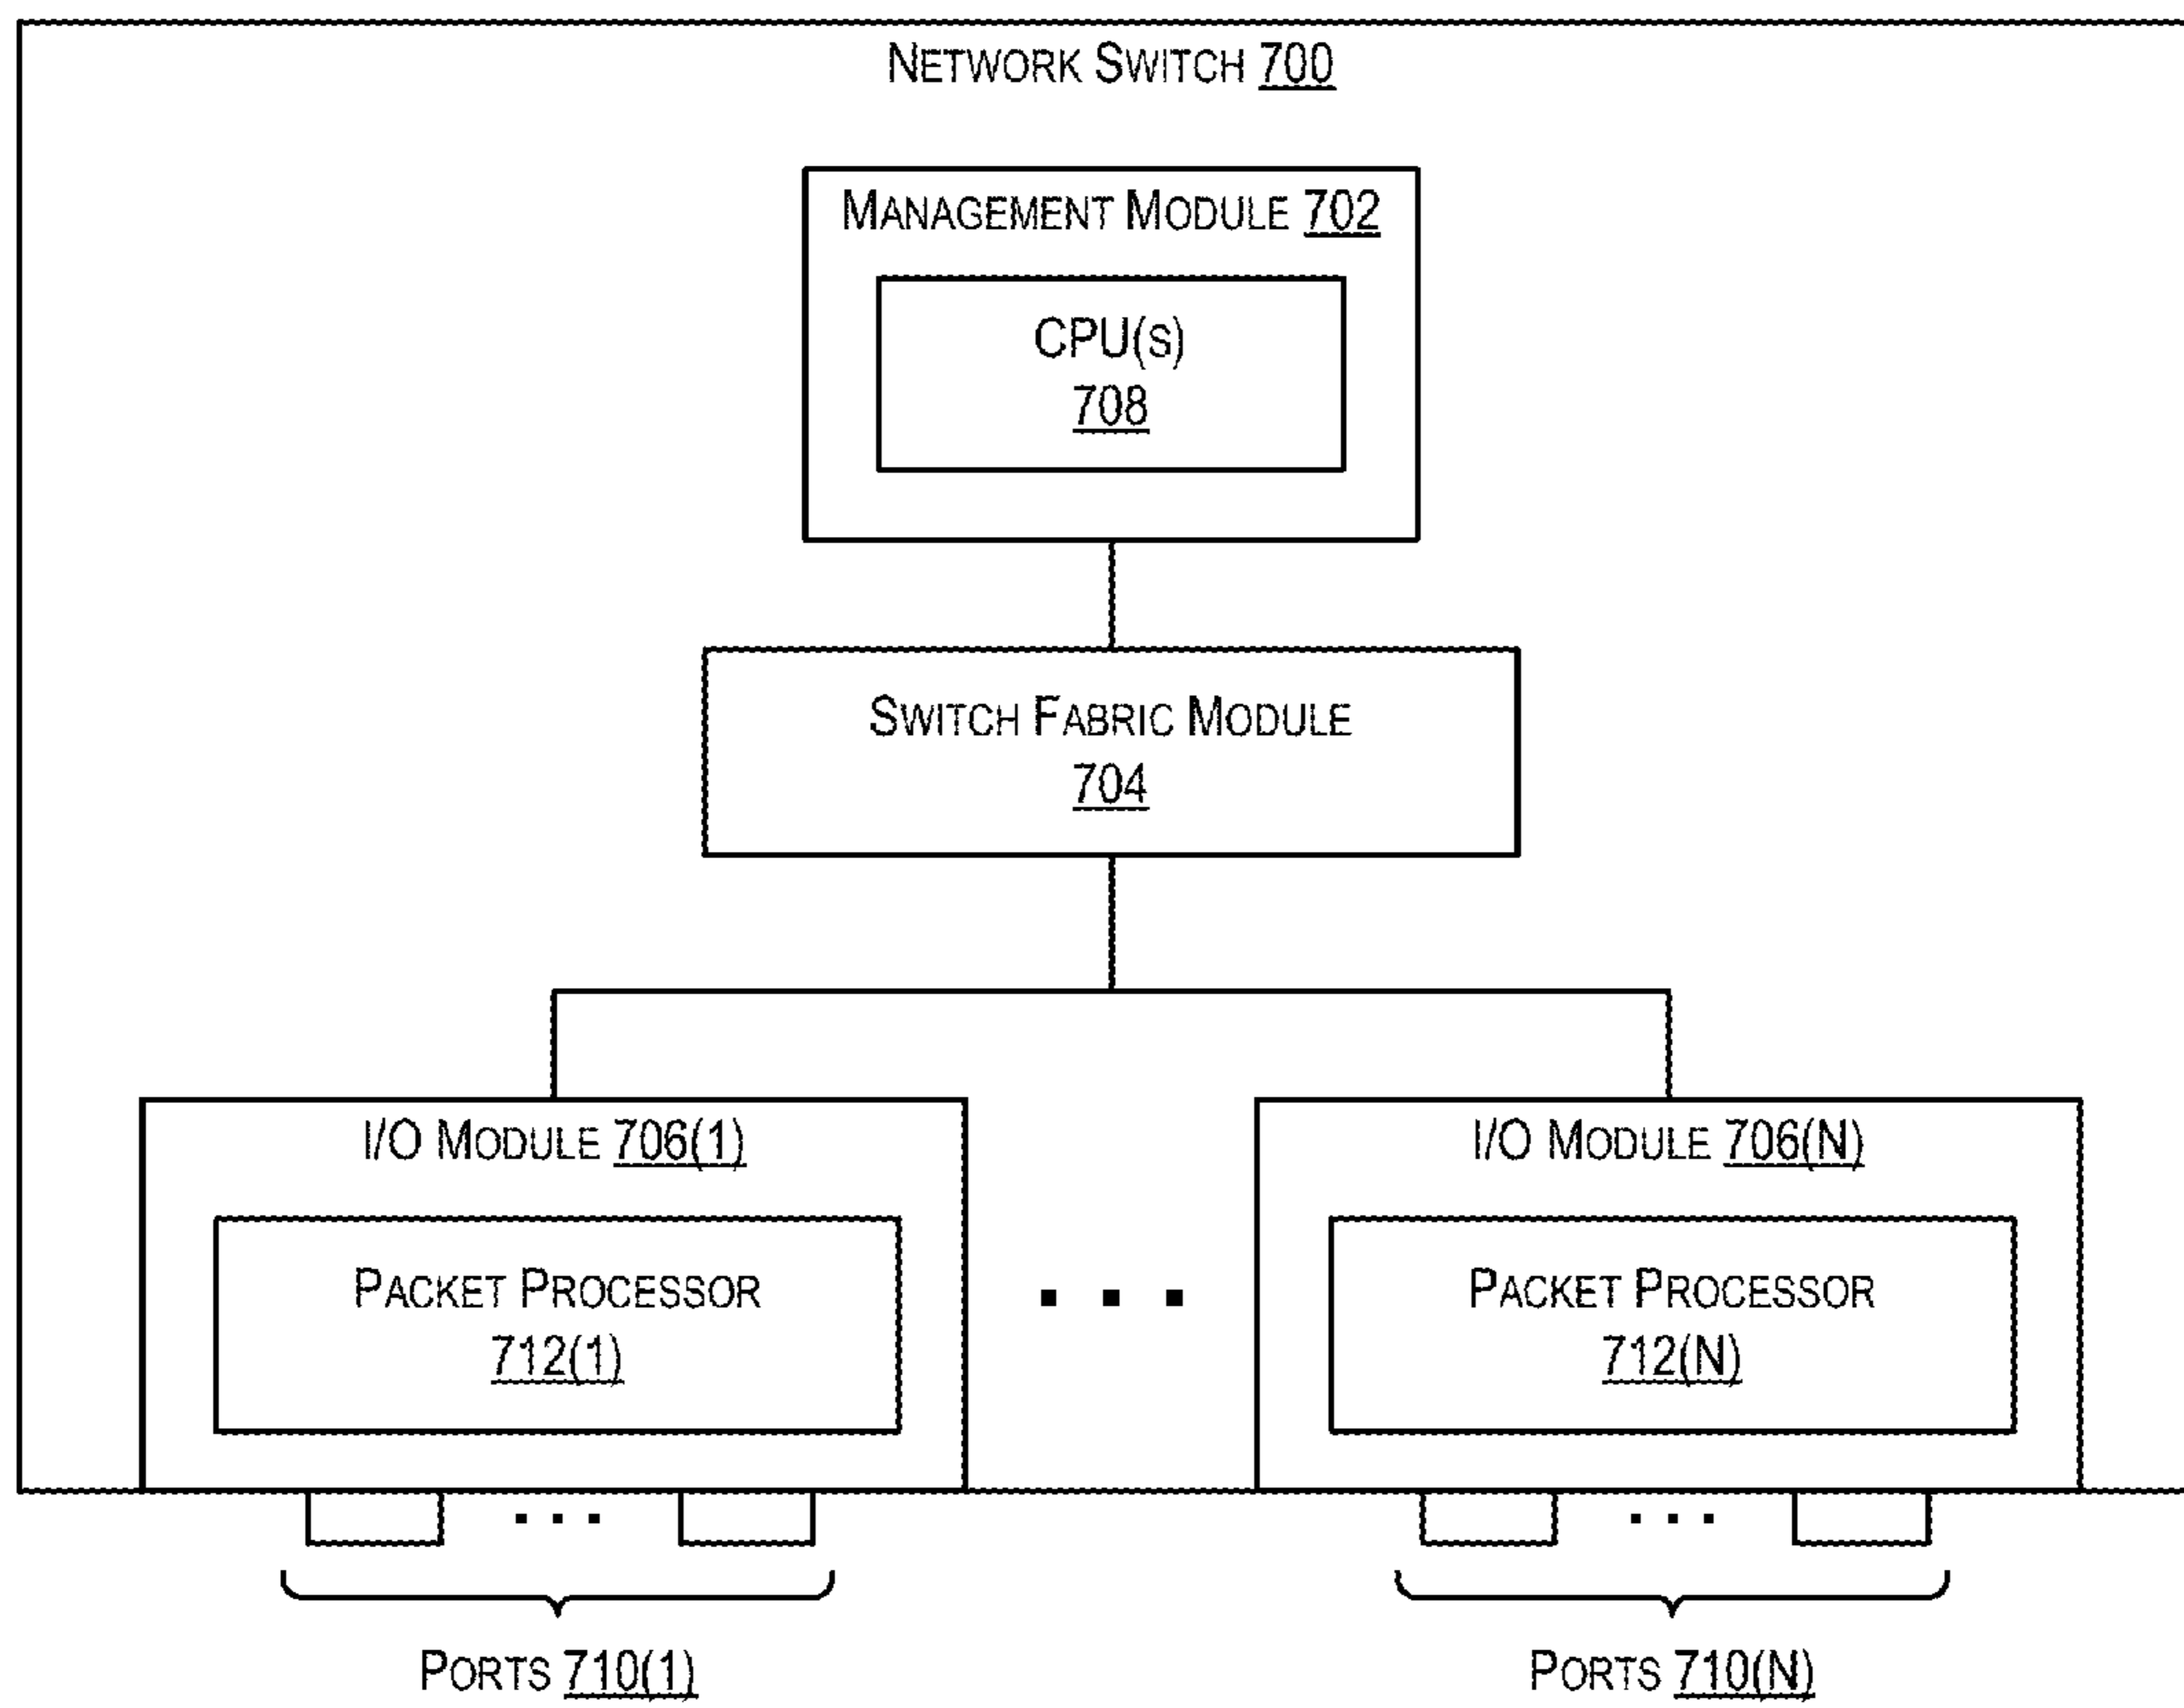 NETWORK SWITCH 700
MANAGEMENT MODULE 702
CPU(s)
708
SWITCH FABRIC MODULE
704
I/O MODULE 706(1)
I/O MODULE 706(N)
PACKET PROCESSOR
712(1)
. . .
PACKET PROCESSOR
712(N)
. . .
. . .
PORTS 710(1)
PORTS 710(N)